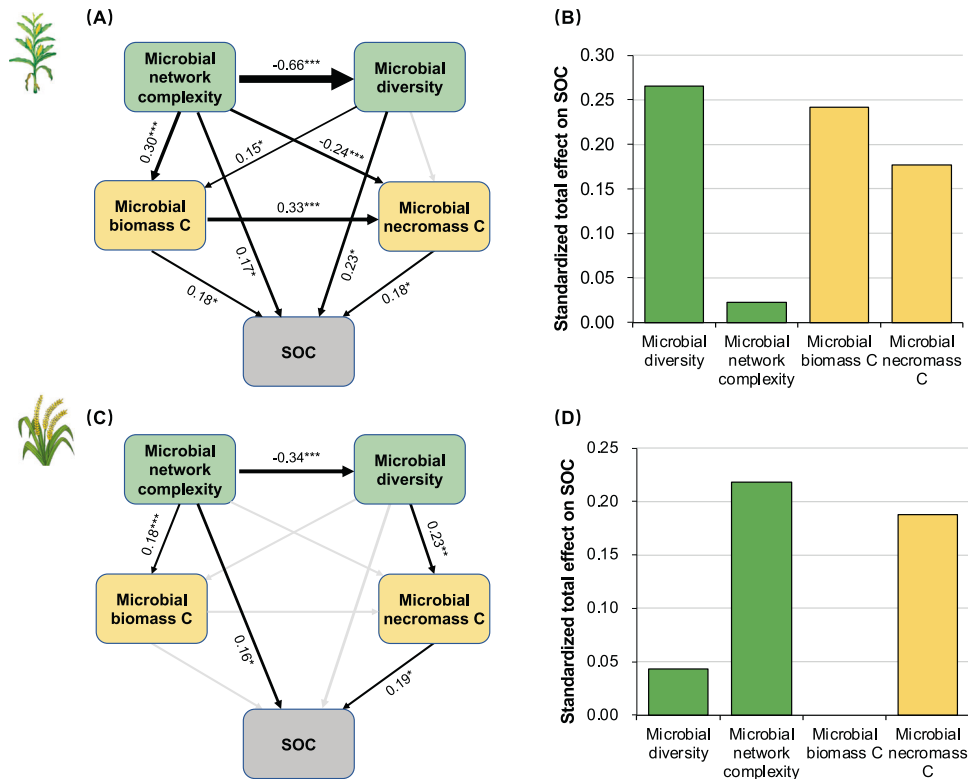 (A)
Microbial
network
complexity
-0.66***
Microbial
diversity
0.30***
0.15*
-0.24***
Microbial
biomass C
0.33***
Microbial
necromass C
0.17*
0.23*
0.18*
0.18*
SOC
(B)
Standardized total effect on SOC
0.30
0.25
0.20
0.15
0.10
0.05
0.00
Microbial
diversity
Microbial
network
complexity
Microbial
biomass C
Microbial
necromass
C
(C)
Microbial
network
complexity
-0.34***
Microbial
diversity
0.18***
0.23**
Microbial
biomass C
Microbial
necromass C
0.16*
0.19*
SOC
(D)
Standardized total effect on SOC
0.25
0.20
0.15
0.10
0.05
0.00
Microbial
diversity
Microbial
network
complexity
Microbial
biomass C
Microbial
necromass
C